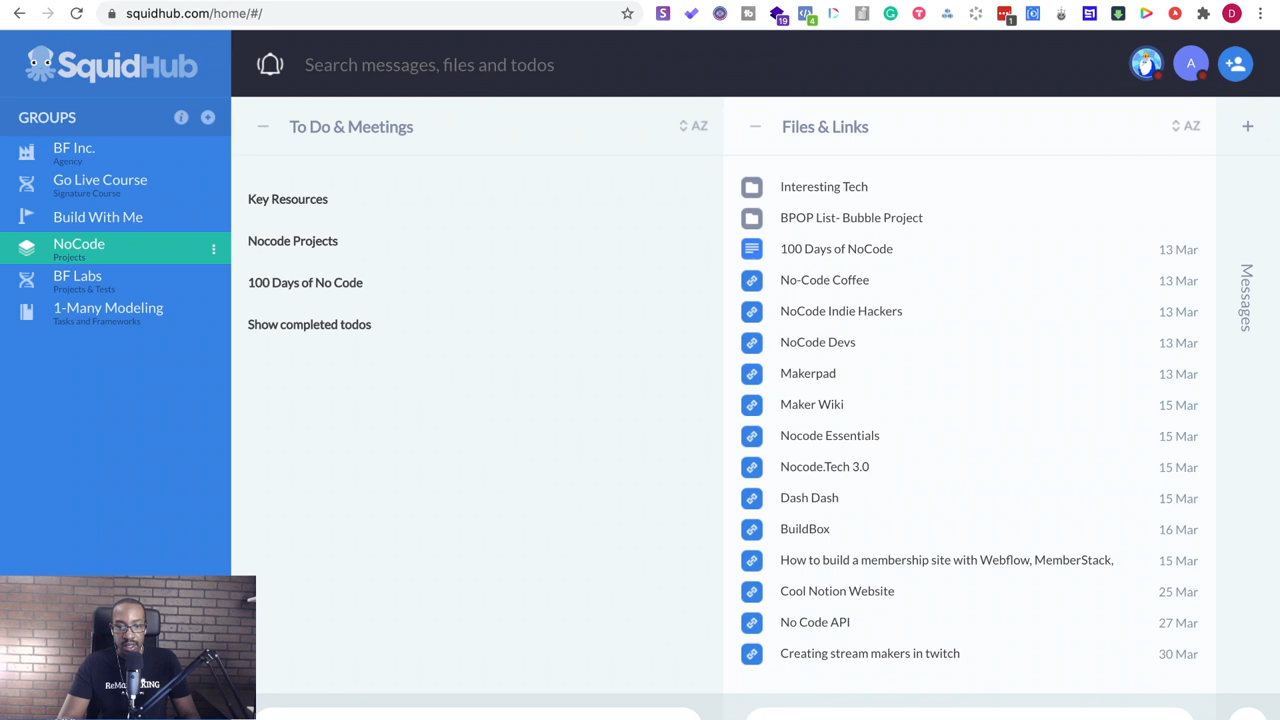 squidhub.com/home/#/
S
19
4
1
D
SquidHub
Search messages, files and todos
A
GROUPS
BF Inc.
Agency
Go Live Course
Signature Course
Build With Me
NoCode
Projects
BF Labs
Projects & Tests
1-Many Modeling
Tasks and Frameworks
To Do & Meetings
AZ
Key Resources
Nocode Projects
100 Days of No Code
Show completed todos
Files & Links
AZ
Interesting Tech
BPOP List- Bubble Project
100 Days of NoCode 13 Mar
No-Code Coffee 13 Mar
NoCode Indie Hackers 13 Mar
NoCode Devs 13 Mar
Makerpad 13 Mar
Maker Wiki 15 Mar
Nocode Essentials 15 Mar
Nocode.Tech 3.0 15 Mar
Dash Dash 15 Mar
BuildBox 16 Mar
How to build a membership site with Webflow, MemberStack, 15 Mar
Cool Notion Website 25 Mar
No Code API 27 Mar
Creating stream makers in twitch 30 Mar
Messages